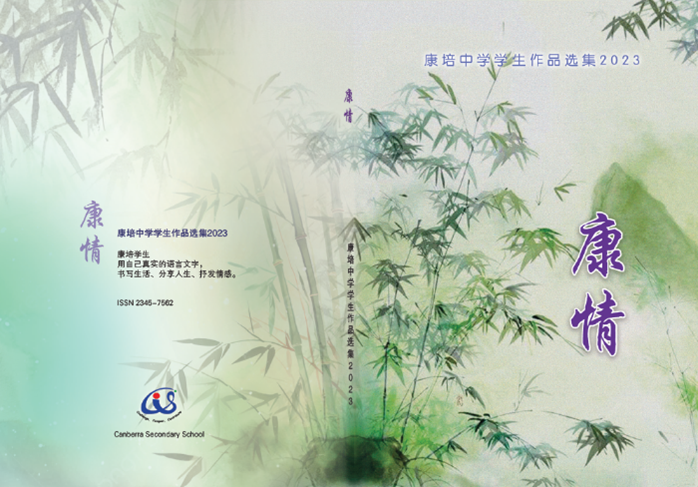 康培中学学生作品选集2023
康情
康情
康培中学学生作品选集2023
康情
康培中学学生作品选集2023
康培学生
用自己真实的语言文字，
书写生活、分享人生、抒发情感。
ISSN 2345-7562
Canberra Secondary School